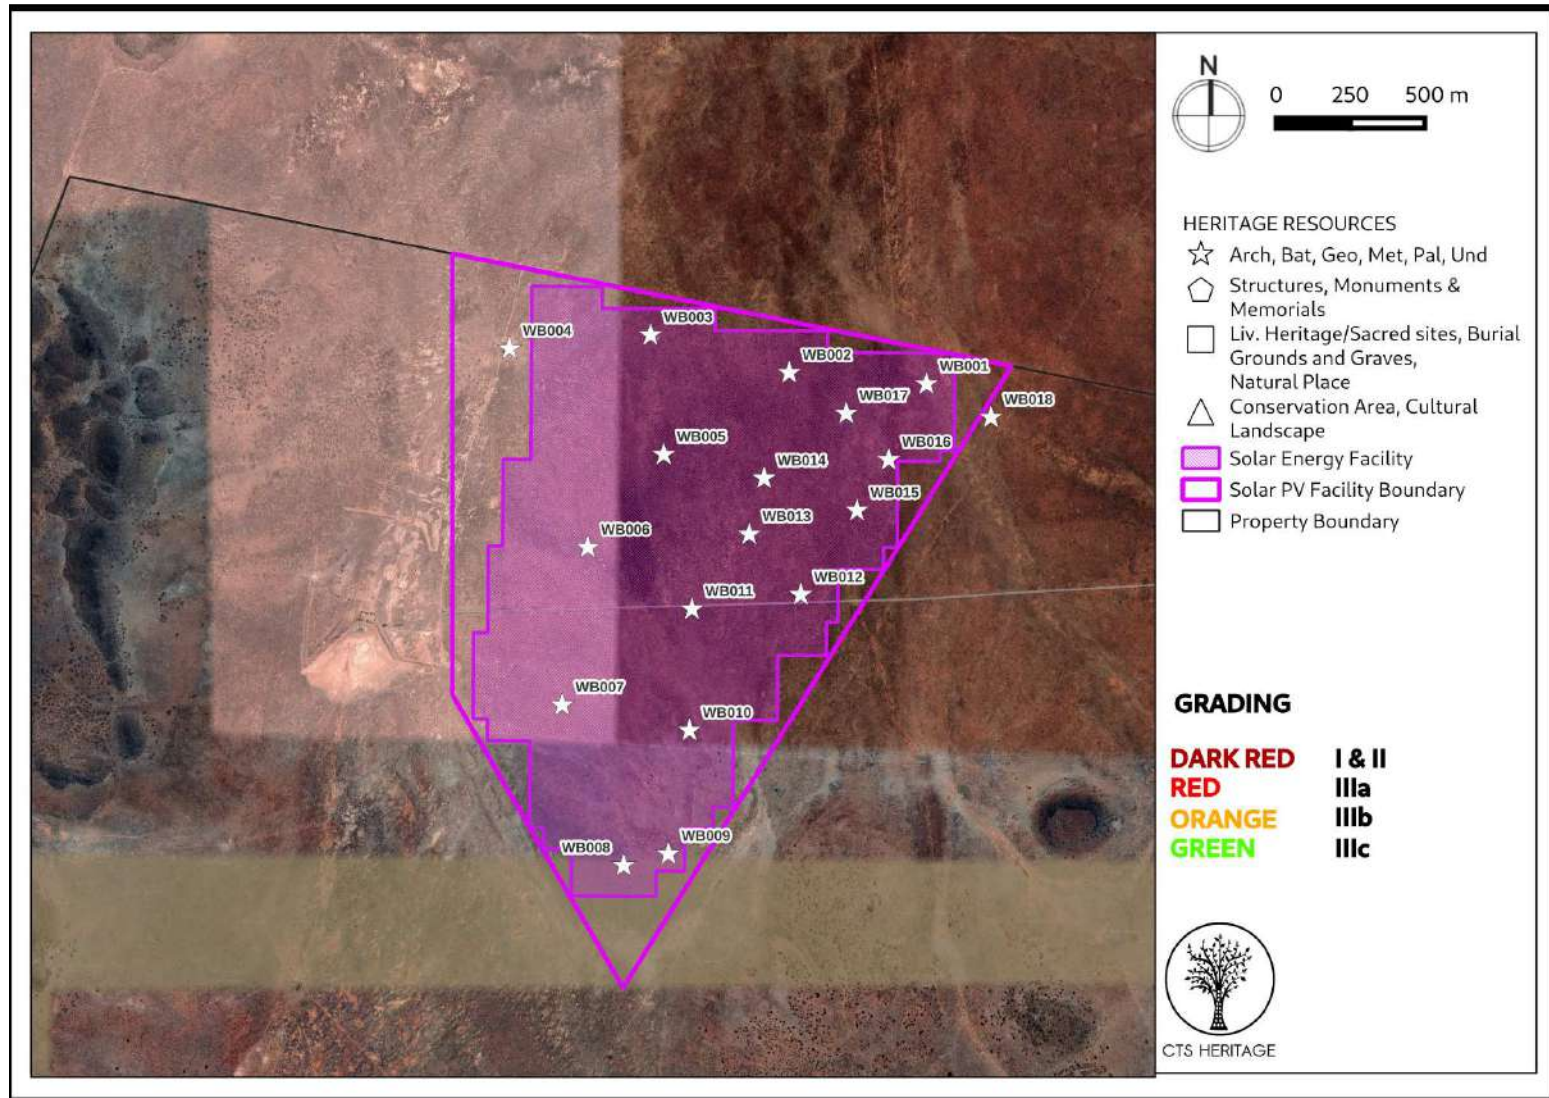 N
0 250 500 m
HERITAGE RESOURCES
Arch, Bat, Geo, Met, Pal, Und
Structures, Monuments &
Memorials
Liv. Heritage/Sacred sites, Burial
Grounds and Graves,
Natural Place
Conservation Area, Cultural
Landscape
Solar Energy Facility
Solar PV Facility Boundary
Property Boundary
GRADING
DARK RED I & II
RED IIIa
ORANGE IIIb
GREEN IIIc
CTS HERITAGE
WB003
WB004
WB002
WB001
WB018
WB017
WB005
WB016
WB014
WB015
WB013
WB006
WB012
WB011
WB007
WB010
WB009
WB008